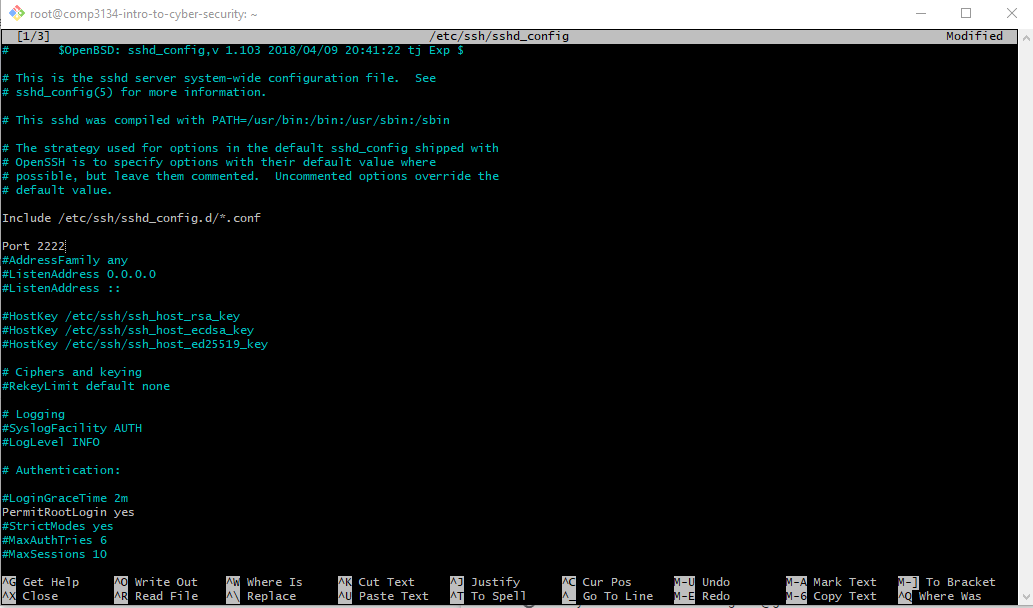 root@comp3134-intro-to-cyber-security: ~
[1/3] /etc/ssh/sshd_config Modified
# $OpenBSD: sshd_config,v 1.103 2018/04/09 20:41:22 tj Exp $
# This is the sshd server system-wide configuration file. See
# sshd_config(5) for more information.
# This sshd was compiled with PATH=/usr/bin:/bin:/usr/sbin:/sbin
# The strategy used for options in the default sshd_config shipped with
# OpenSSH is to specify options with their default value where
# possible, but leave them commented. Uncommented options override the
# default value.
Include /etc/ssh/sshd_config.d/*.conf
Port 2222
#AddressFamily any
#ListenAddress 0.0.0.0
#ListenAddress ::
#HostKey /etc/ssh/ssh_host_rsa_key
#HostKey /etc/ssh/ssh_host_ecdsa_key
#HostKey /etc/ssh/ssh_host_ed25519_key
# Ciphers and keying
#RekeyLimit default none
# Logging
#SyslogFacility AUTH
#LogLevel INFO
# Authentication:
#LoginGraceTime 2m
PermitRootLogin yes
#StrictModes yes
#MaxAuthTries 6
#MaxSessions 10
^G Get Help ^O Write Out ^W Where Is ^K Cut Text ^J Justify ^C Cur Pos M-U Undo M-A Mark Text M-] To Bracket
^X Close ^R Read File ^\ Replace ^U Paste Text ^T To Spell ^_ Go To Line M-E Redo M-6 Copy Text ^Q Where Was